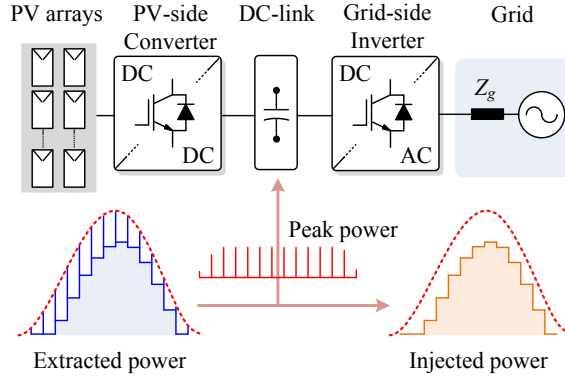 PV arrays
PV-side
Converter
DC-link
Grid-side
Inverter
Grid
DC
DC
DC
AC
Z_g
Peak power
Extracted power
Injected power